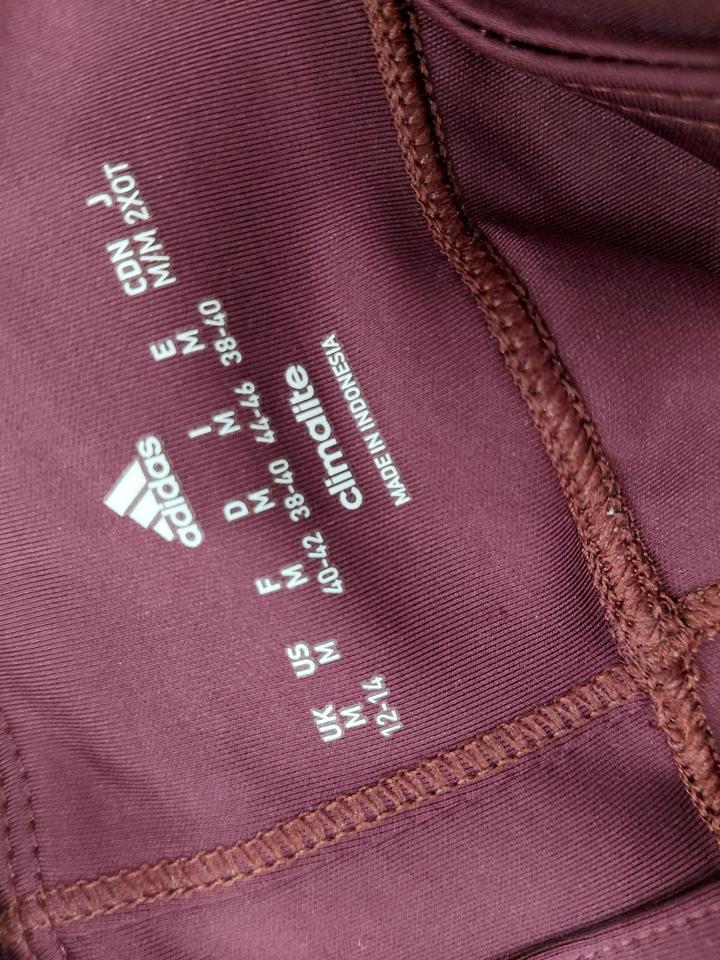 adidas
UK US F D I E CDN J
M M M M M M M/M 2XOT
12-14 40-42 38-40 44-46 38-40
climalite
MADE IN INDONESIA